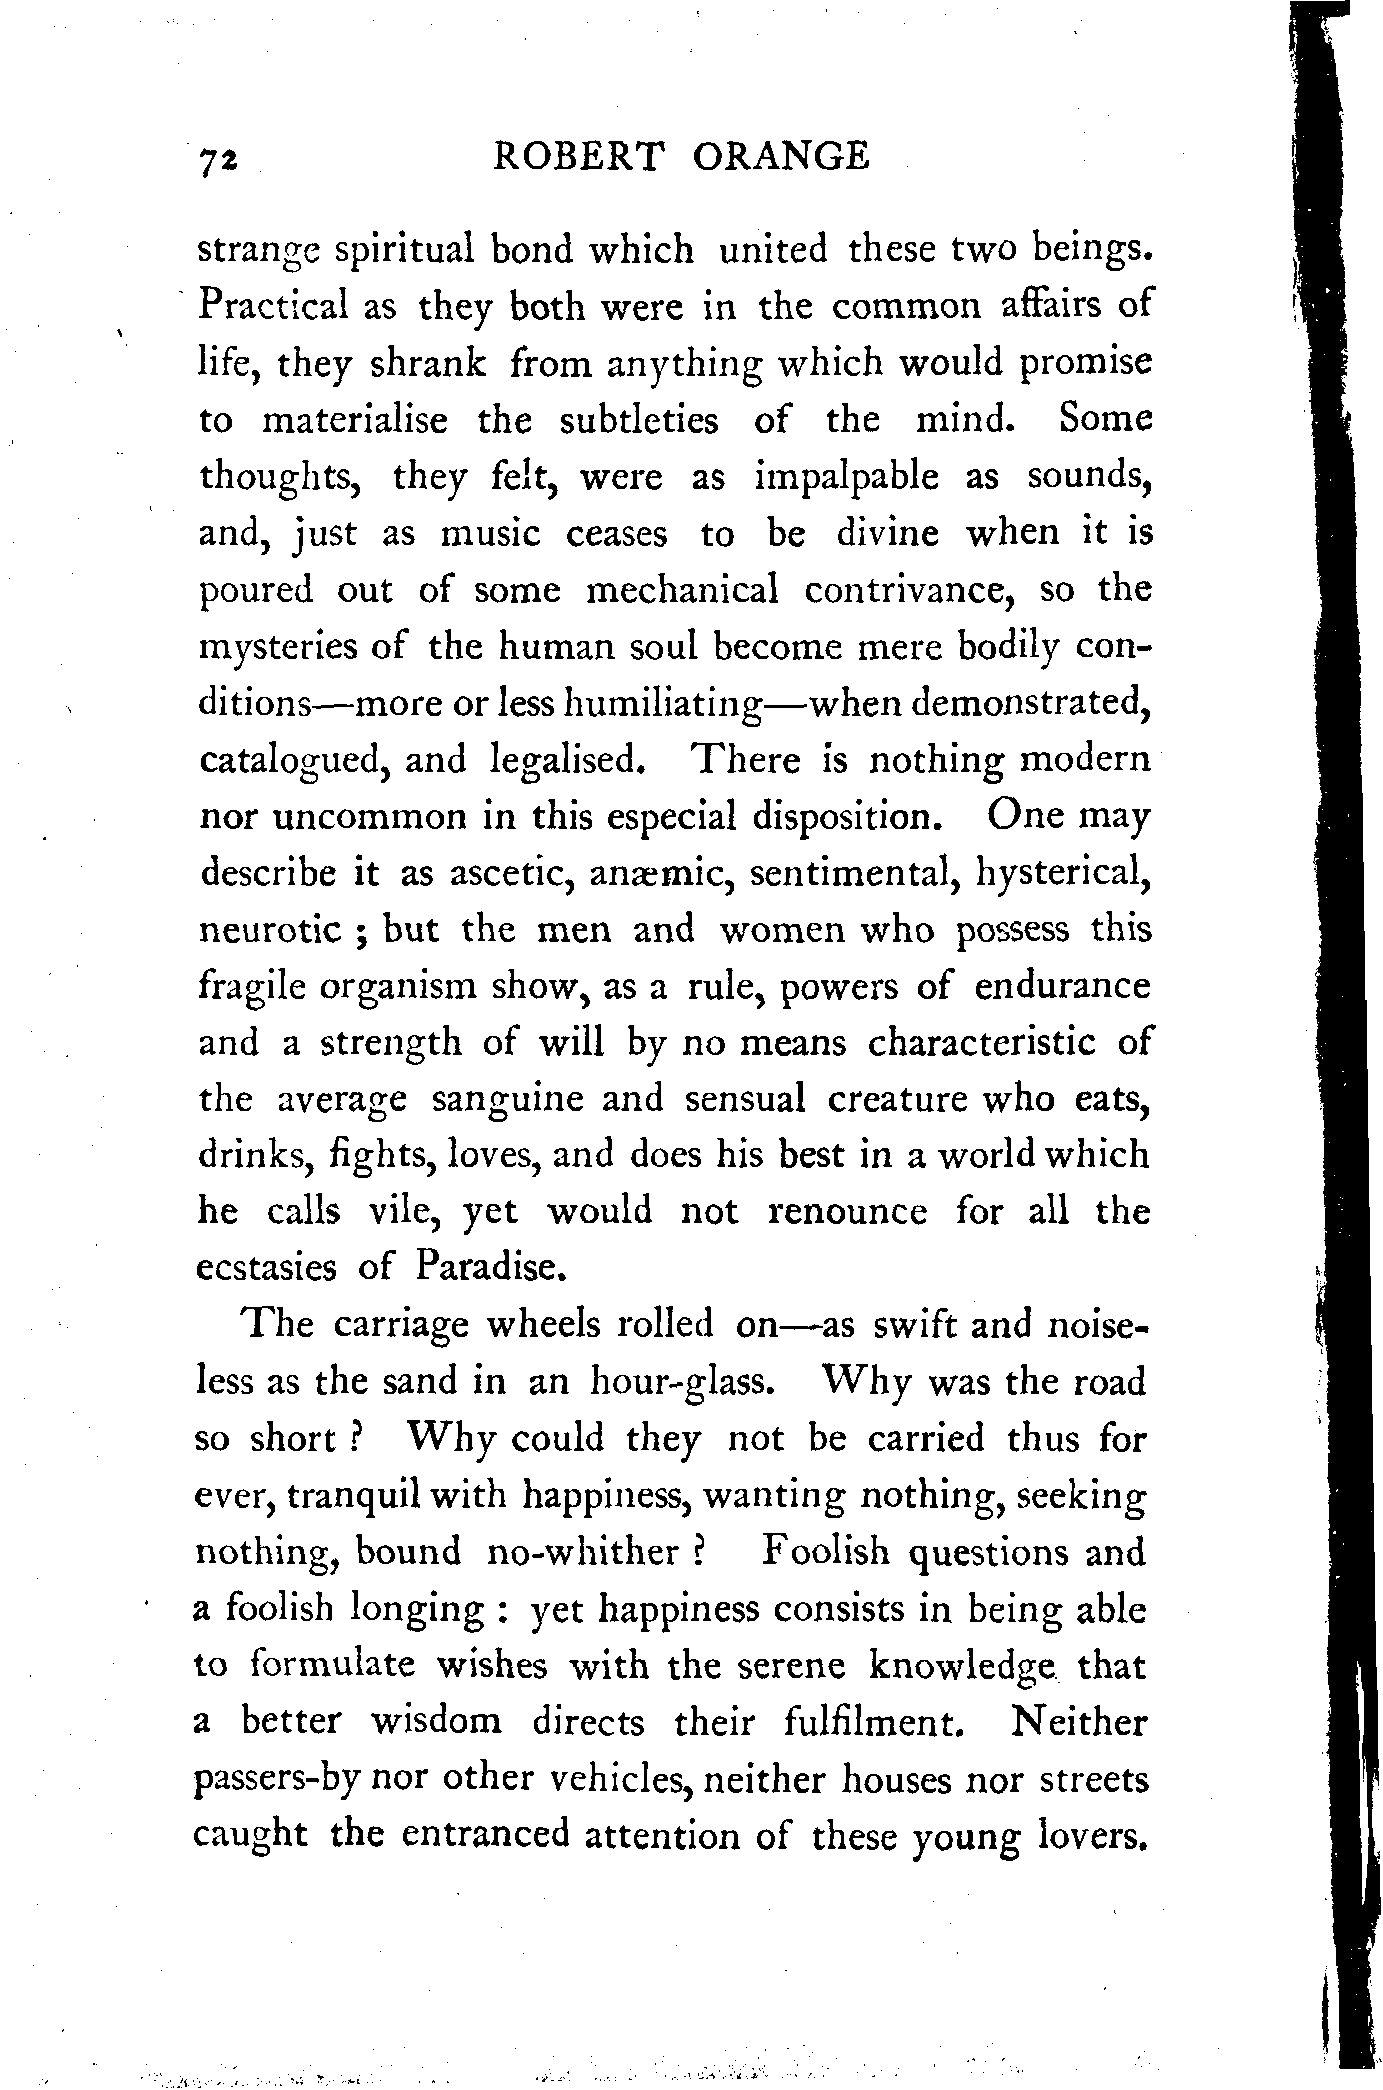 72 ROBERT ORANGE
strange spiritual bond which united these two beings.
Practical as they both were in the common affairs of
life, they shrank from anything which would promise
to materialise the subtleties of the mind. Some
thoughts, they felt, were as impalpable as sounds,
and, just as music ceases to be divine when it is
poured out of some mechanical contrivance, so the
mysteries of the human soul become mere bodily con-
ditions—more or less humiliating—when demonstrated,
catalogued, and legalised. There is nothing modern
nor uncommon in this especial disposition. One may
describe it as ascetic, anæmic, sentimental, hysterical,
neurotic ; but the men and women who possess this
fragile organism show, as a rule, powers of endurance
and a strength of will by no means characteristic of
the average sanguine and sensual creature who eats,
drinks, fights, loves, and does his best in a world which
he calls vile, yet would not renounce for all the
ecstasies of Paradise.
The carriage wheels rolled on—as swift and noise-
less as the sand in an hour-glass. Why was the road
so short ? Why could they not be carried thus for
ever, tranquil with happiness, wanting nothing, seeking
nothing, bound no-whither ? Foolish questions and
a foolish longing : yet happiness consists in being able
to formulate wishes with the serene knowledge that
a better wisdom directs their fulfilment. Neither
passers-by nor other vehicles, neither houses nor streets
caught the entranced attention of these young lovers.